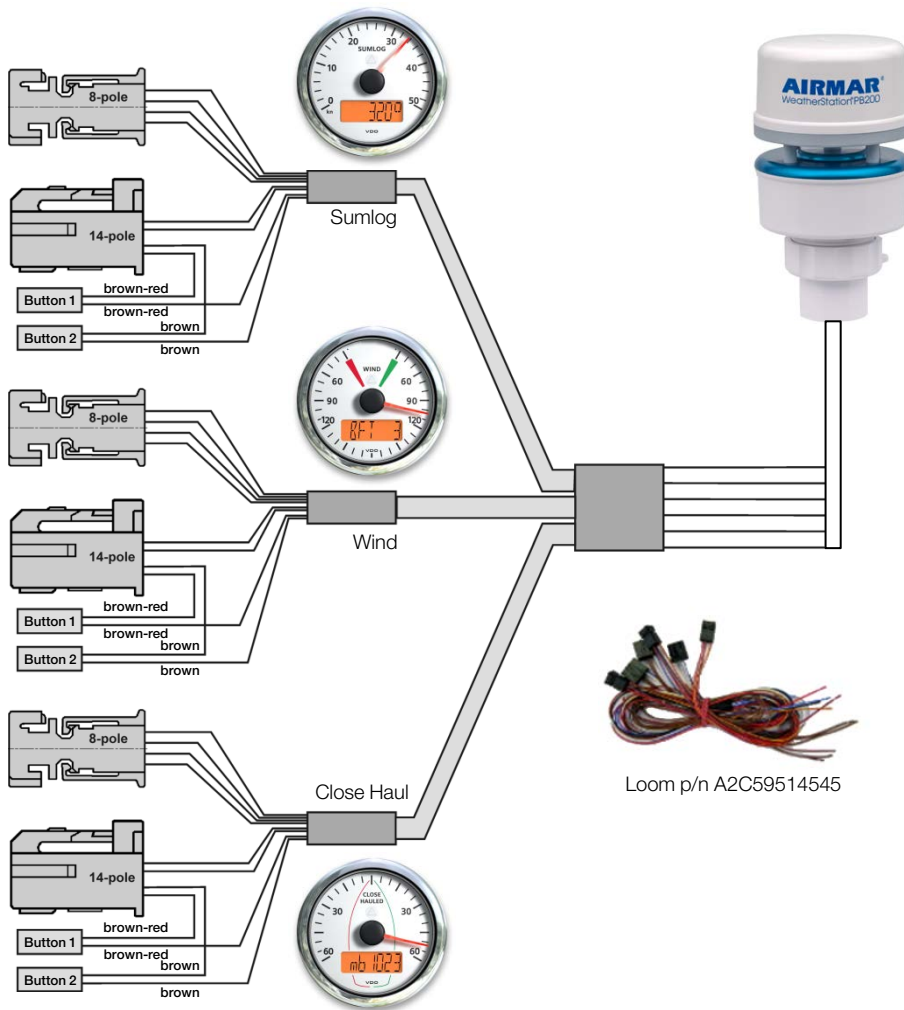 20
30
SUMLOG
10
40
0
50
kn
320°
VDO
AIRMAR®
WeatherStation®PB200
8-pole
14-pole
Sumlog
brown-red
Button 1
brown-red
brown
Button 2
brown
WIND
60
60
90
90
120
120
BFT 3
VDO
8-pole
14-pole
Wind
brown-red
Button 1
brown-red
brown
Button 2
brown
Loom p/n A2C59514545
8-pole
Close Haul
14-pole
brown-red
Button 1
brown-red
brown
Button 2
brown
CLOSE
HAULED
30
30
60
60
mb 1023
VDO